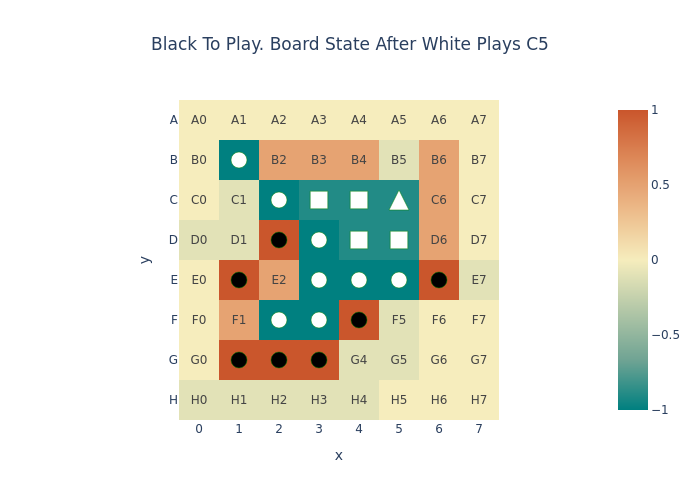 Black To Play. Board State After White Plays C5
A A0 A1 A2 A3 A4 A5 A6 A7
B B0 B2 B3 B4 B5 B6 B7
C C0 C1 C6 C7
D D0 D1 D6 D7
E E0 E2 E7
F F0 F1 F5 F6 F7
G G0 G4 G5 G6 G7
H H0 H1 H2 H3 H4 H5 H6 H7
0 1 2 3 4 5 6 7
x
y
1
0.5
0
−0.5
−1